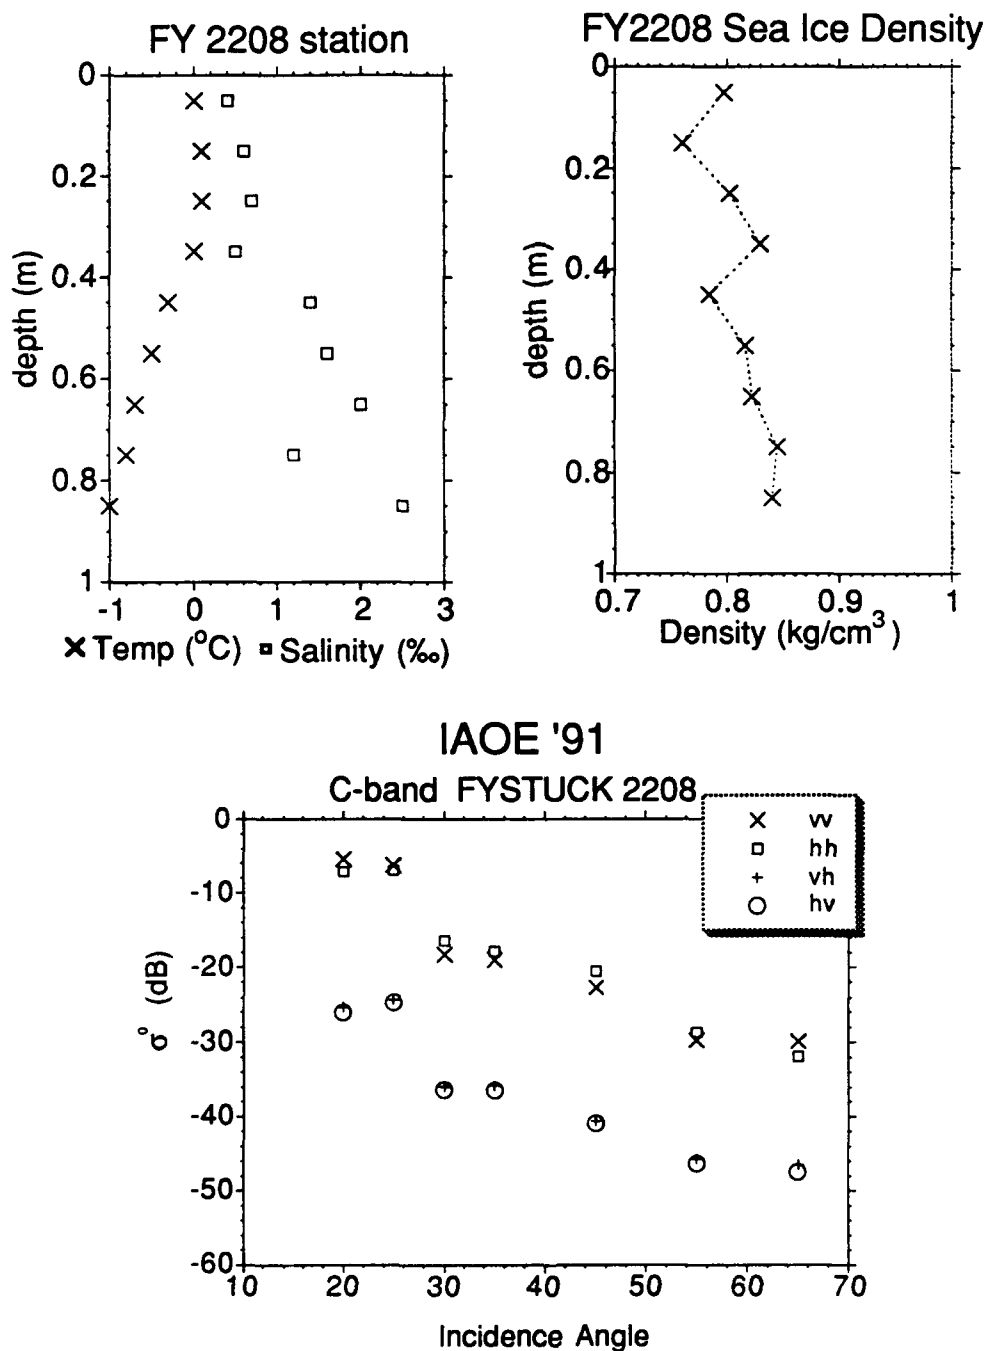 FY 2208 station
0
0.2
0.4
0.6
0.8
1
depth (m)
-1 0 1 2 3
Temp (°C) Salinity (‰)
FY2208 Sea Ice Density
0
0.2
0.4
0.6
0.8
1
depth (m)
0.7 0.8 0.9 1
Density (kg/cm³)
IAOE '91
C-band FYSTUCK 2208
vv
hh
vh
hv
0
-10
-20
-30
-40
-50
-60
σ° (dB)
10 20 30 40 50 60 70
Incidence Angle